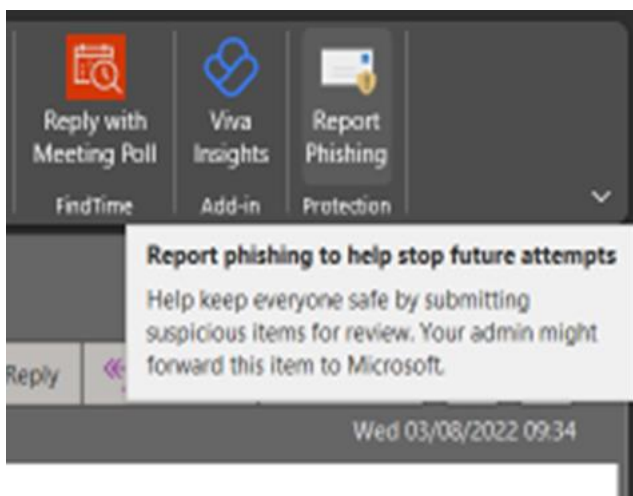 Reply with
Meeting Poll
FindTime
Viva
Insights
Add-in
Report
Phishing
Protection
Report phishing to help stop future attempts
Help keep everyone safe by submitting
suspicious items for review. Your admin might
forward this item to Microsoft.
Reply
Wed 03/08/2022 09:34